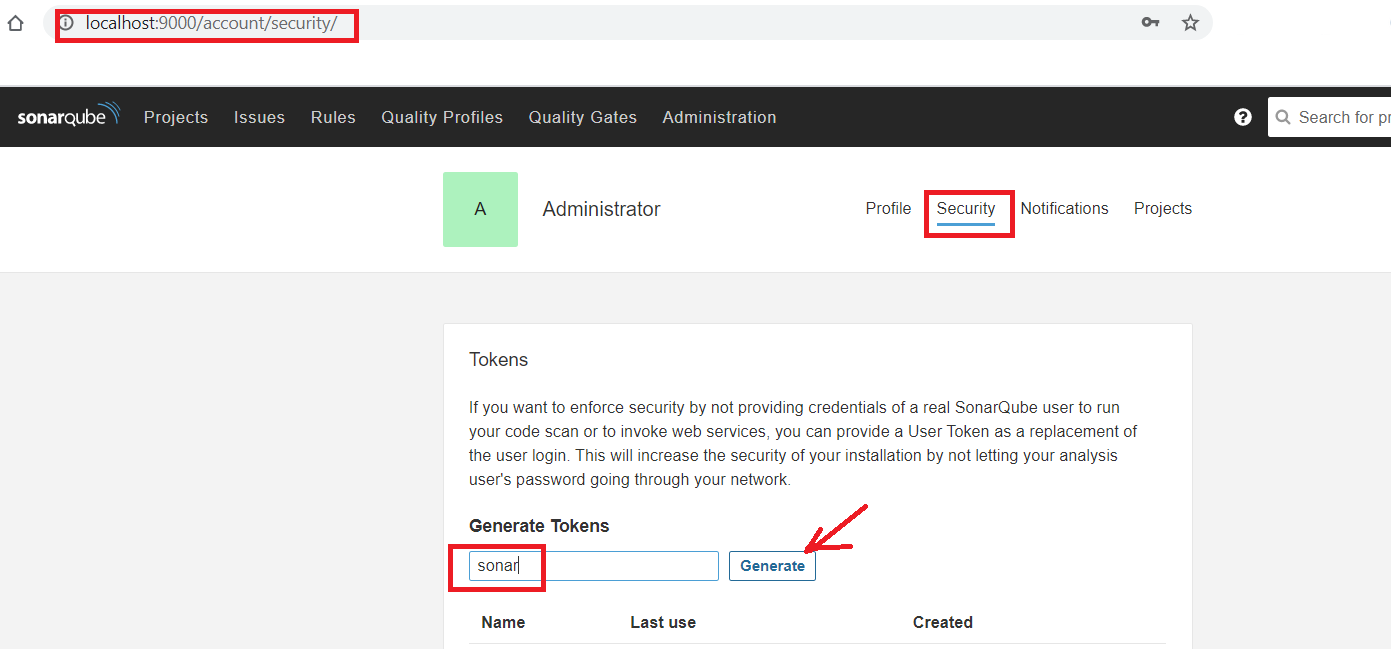 localhost:9000/account/security/
sonarqube Projects Issues Rules Quality Profiles Quality Gates Administration ? Search for pr
A Administrator Profile Security Notifications Projects
Tokens
If you want to enforce security by not providing credentials of a real SonarQube user to run
your code scan or to invoke web services, you can provide a User Token as a replacement of
the user login. This will increase the security of your installation by not letting your analysis
user's password going through your network.
Generate Tokens
sonar Generate
Name Last use Created